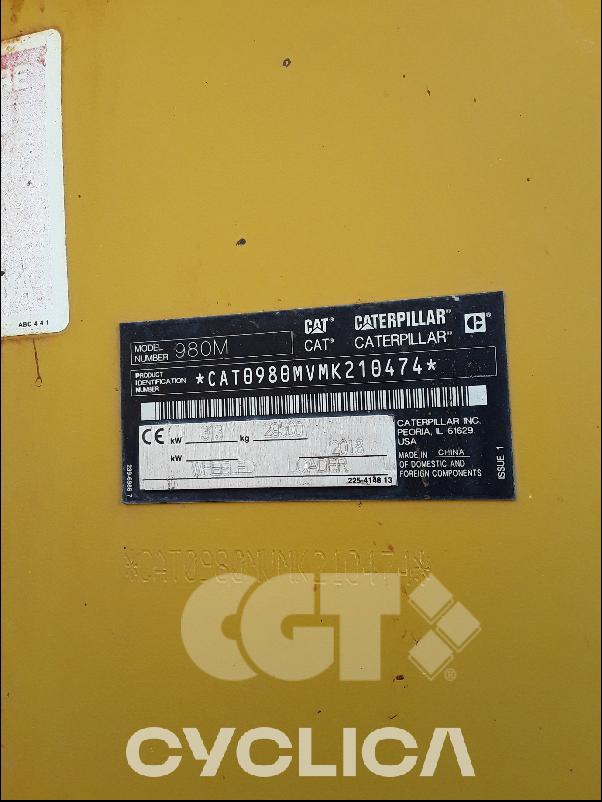 ABC 4 4 1
CAT® CATERPILLAR® C
CAT® CATERPILLAR®
MODEL NUMBER 980M
PRODUCT IDENTIFICATION NUMBER *CAT0980MVMK210474*
CE kW 313 kg
kW 2018
WHEELED LOADER
225-4148 13
CATERPILLAR INC.
PEORIA, IL 61629
USA
MADE IN CHINA
OF DOMESTIC AND
FOREIGN COMPONENTS
ISSUE 1
*CAT0980MVMK210474*
CGT
CYCLICA